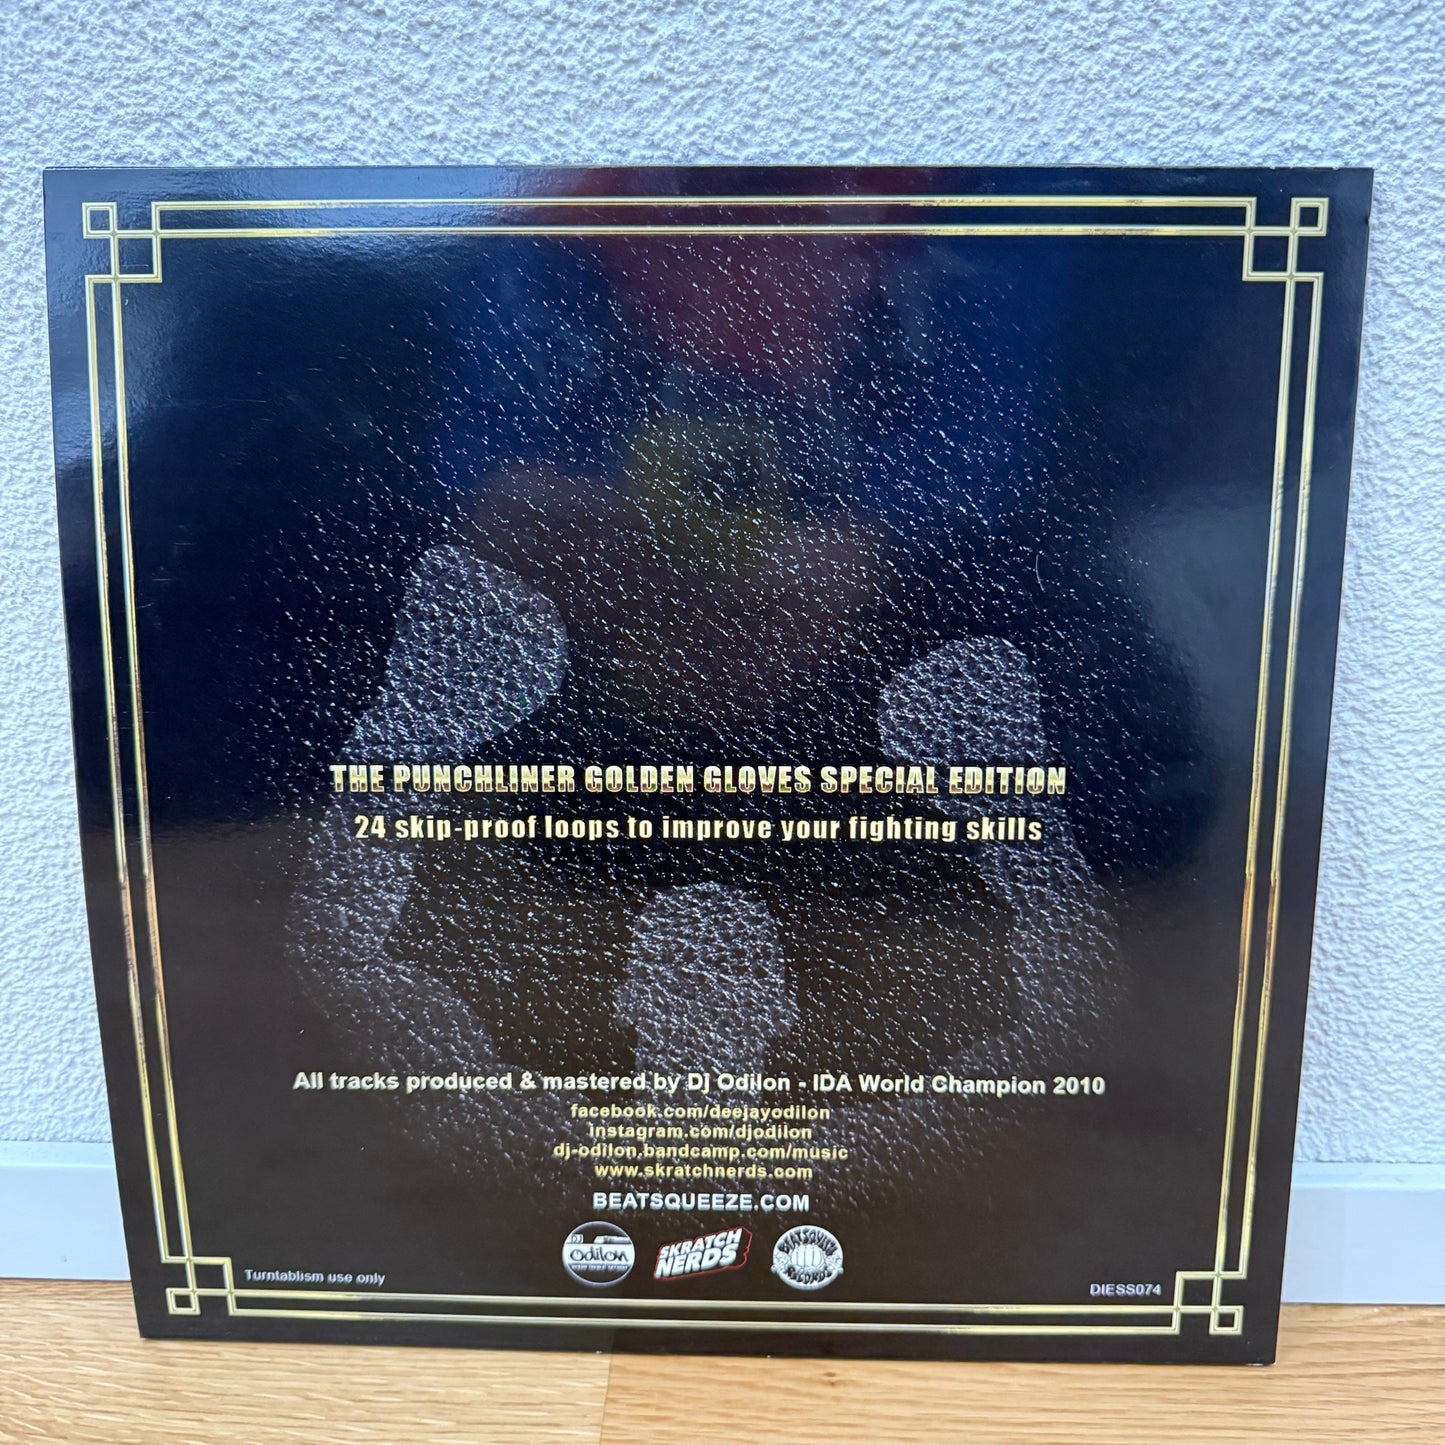 THE PUNCHLINER GOLDEN GLOVES SPECIAL EDITION
24 skip-proof loops to improve your fighting skills
All tracks produced & mastered by Dj Odilon - IDA World Champion 2010
facebook.com/deejayodilon
instagram.com/djodilon
dj-odilon.bandcamp.com/music
www.skratchnerds.com
BEATSQUEEZE.COM
DJ
Odilon
SKRATCH
NERDS
RECORDS
Turntablism use only
DIESS074